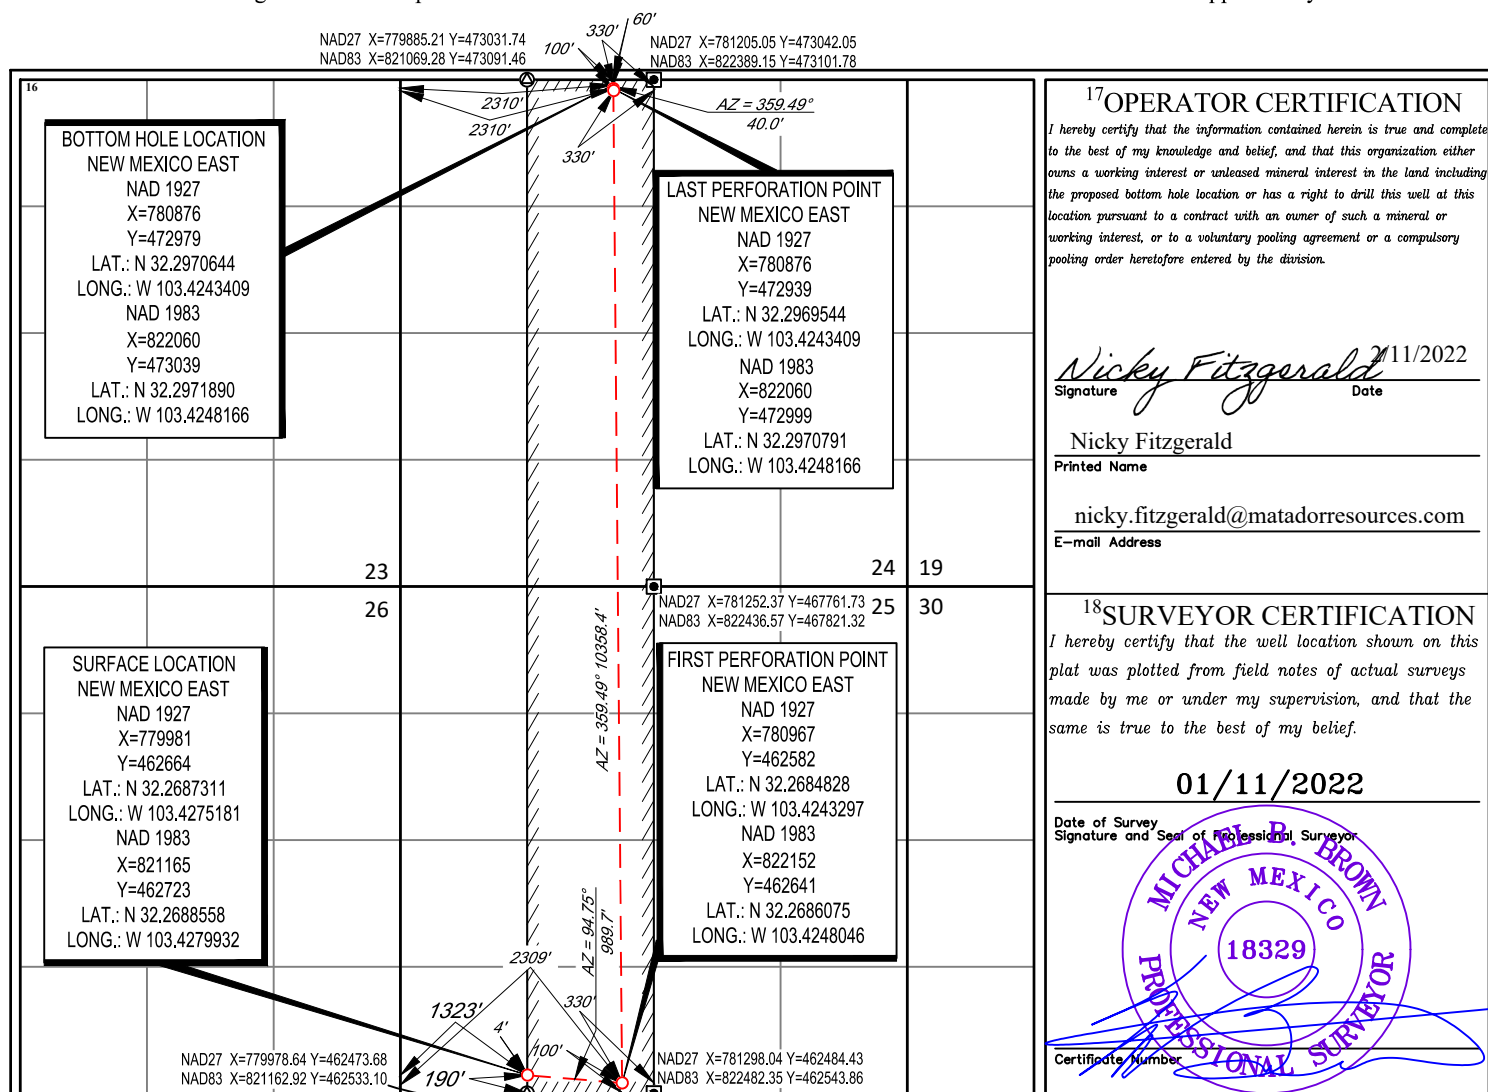 NAD27 X=779885.21 Y=473031.74
NAD83 X=821069.28 Y=473091.46
100'
330'
60'
NAD27 X=781205.05 Y=473042.05
NAD83 X=822389.15 Y=473101.78
16
2310'
2310'
330'
AZ = 359.49°
40.0'
BOTTOM HOLE LOCATION
NEW MEXICO EAST
NAD 1927
X=780876
Y=472979
LAT.: N 32.2970644
LONG.: W 103.4243409
NAD 1983
X=822060
Y=473039
LAT.: N 32.2971890
LONG.: W 103.4248166
LAST PERFORATION POINT
NEW MEXICO EAST
NAD 1927
X=780876
Y=472939
LAT.: N 32.2969544
LONG.: W 103.4243409
NAD 1983
X=822060
Y=472999
LAT.: N 32.2970791
LONG.: W 103.4248166
23
24 19
26
25 30
NAD27 X=781252.37 Y=467761.73
NAD83 X=822436.57 Y=467821.32
AZ = 359.49° 10358.4'
SURFACE LOCATION
NEW MEXICO EAST
NAD 1927
X=779981
Y=462664
LAT.: N 32.2687311
LONG.: W 103.4275181
NAD 1983
X=821165
Y=462723
LAT.: N 32.2688558
LONG.: W 103.4279932
FIRST PERFORATION POINT
NEW MEXICO EAST
NAD 1927
X=780967
Y=462582
LAT.: N 32.2684828
LONG.: W 103.4243297
NAD 1983
X=822152
Y=462641
LAT.: N 32.2686075
LONG.: W 103.4248046
AZ = 94.75°
989.7'
2309'
1323'
330'
4'
100'
190'
NAD27 X=779978.64 Y=462473.68
NAD83 X=821162.92 Y=462533.10
NAD27 X=781298.04 Y=462484.43
NAD83 X=822482.35 Y=462543.86
17OPERATOR CERTIFICATION
I hereby certify that the information contained herein is true and complete
to the best of my knowledge and belief, and that this organization either
owns a working interest or unleased mineral interest in the land including
the proposed bottom hole location or has a right to drill this well at this
location pursuant to a contract with an owner of such a mineral or
working interest, or to a voluntary pooling agreement or a compulsory
pooling order heretofore entered by the division.
Nicky Fitzgerald 2/11/2022
Signature Date
Nicky Fitzgerald
Printed Name
nicky.fitzgerald@matadorresources.com
E-mail Address
18SURVEYOR CERTIFICATION
I hereby certify that the well location shown on this
plat was plotted from field notes of actual surveys
made by me or under my supervision, and that the
same is true to the best of my belief.
01/11/2022
Date of Survey
Signature and Seal of Professional Surveyor
MICHAEL B. BROWN
NEW MEXICO
18329
PROFESSIONAL SURVEYOR
Certificate Number